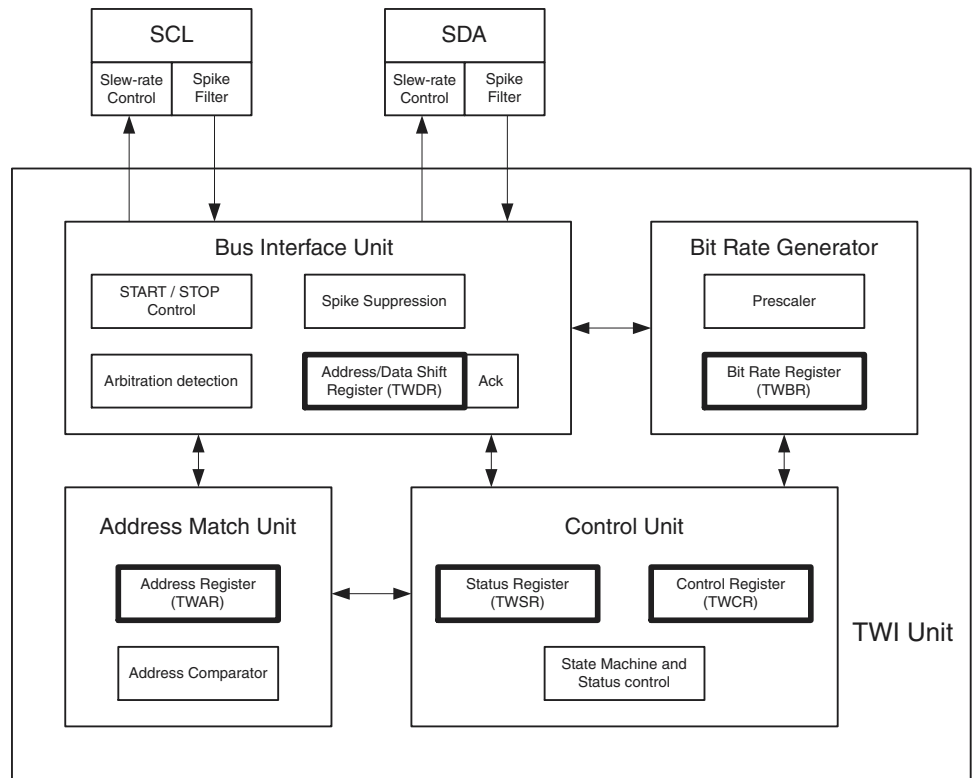 SCL
Slew-rate
Control
Spike
Filter
SDA
Slew-rate
Control
Spike
Filter
Bus Interface Unit
START / STOP
Control
Spike Suppression
Arbitration detection
Address/Data Shift
Register (TWDR)
Ack
Bit Rate Generator
Prescaler
Bit Rate Register
(TWBR)
Address Match Unit
Address Register
(TWAR)
Address Comparator
Control Unit
Status Register
(TWSR)
Control Register
(TWCR)
State Machine and
Status control
TWI Unit